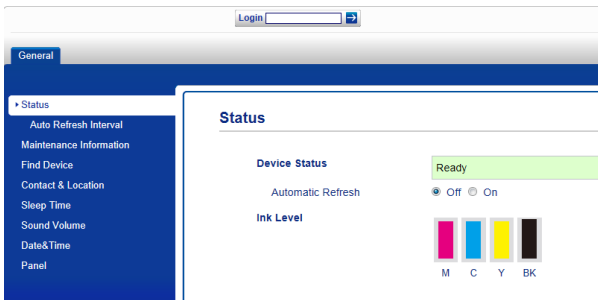 Login
General
Status
Auto Refresh Interval
Maintenance Information
Find Device
Contact & Location
Sleep Time
Sound Volume
Date&Time
Panel
Status
Device Status Ready
Automatic Refresh Off On
Ink Level
M C Y BK